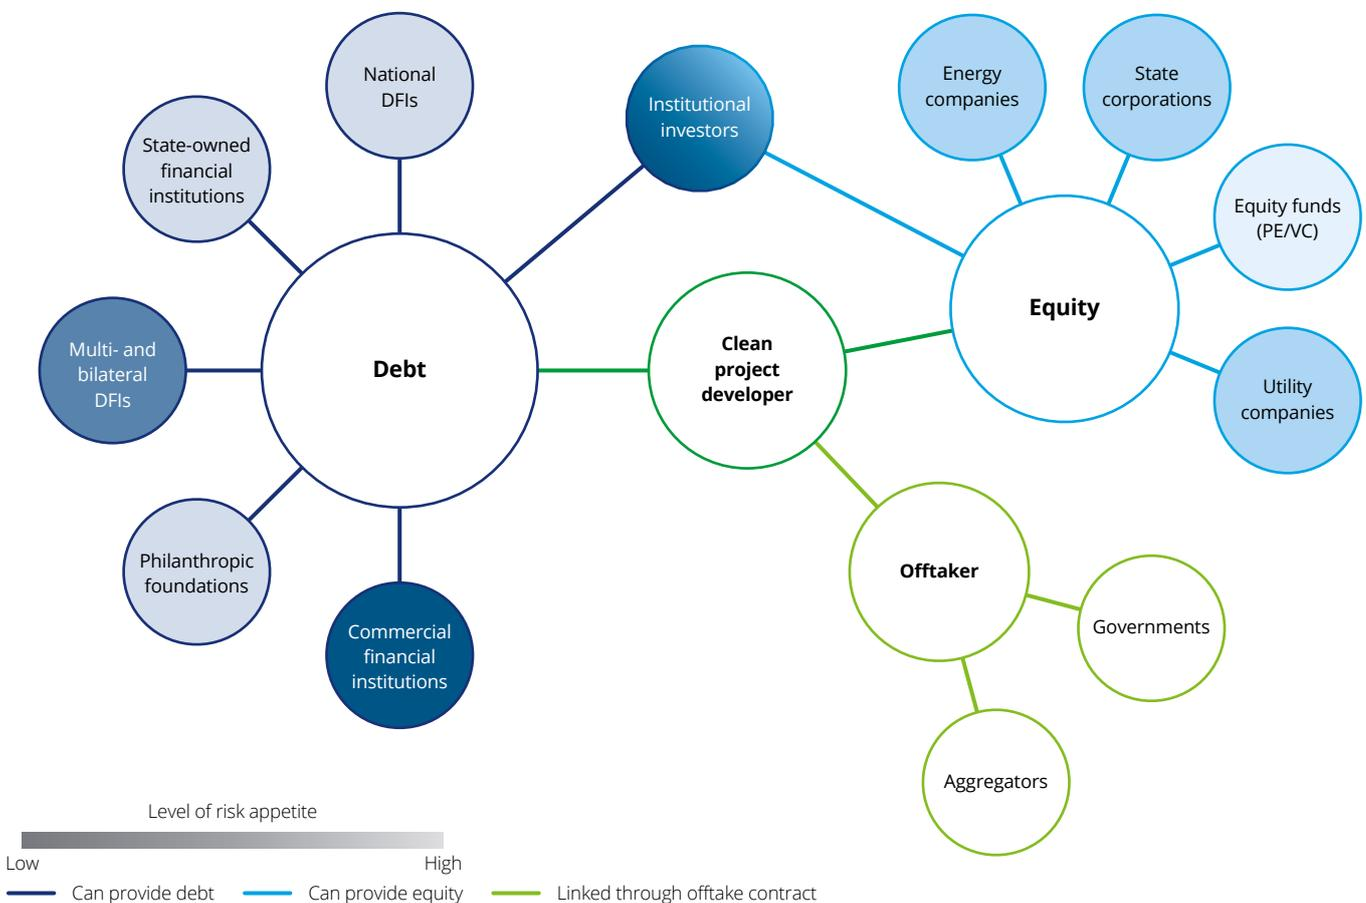 National
DFIs
State-owned
financial
institutions
Institutional
investors
Energy
companies
State
corporations
Equity funds
(PE/VC)
Multi- and
bilateral
DFIs
Debt
Clean
project
developer
Equity
Utility
companies
Philanthropic
foundations
Commercial
financial
institutions
Offtaker
Governments
Aggregators
Level of risk appetite
Low
High
Can provide debt
Can provide equity
Linked through offtake contract